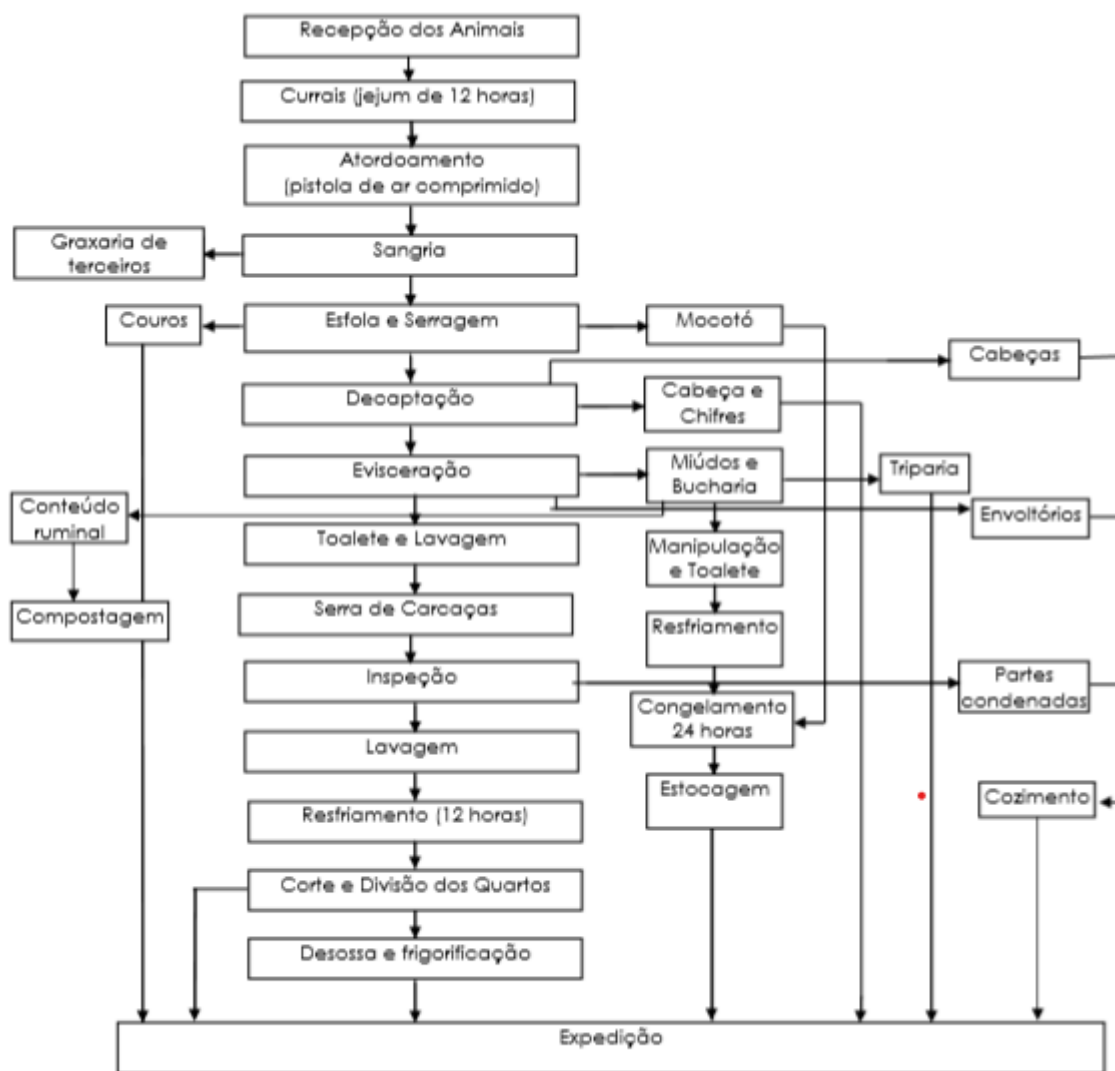 Recepção dos Animais
Currais (jejum de 12 horas)
Atordoamento
(pistola de ar comprimido)
Graxaria de
terceiros
Sangria
Couros
Esfola e Serragem
Mocotó
Cabeças
Decaptação
Cabeça e
Chifres
Evisceração
Miúdos e
Bucharia
Triparia
Conteúdo
ruminal
Envoltórios
Toalete e Lavagem
Manipulação
e Toalete
Compostagem
Serra de Carcaças
Resfriamento
Inspeção
Partes
condenadas
Congelamento
24 horas
Lavagem
Estocagem
Cozimento
Resfriamento (12 horas)
Corte e Divisão dos Quartos
Desossa e frigorificação
Expedição